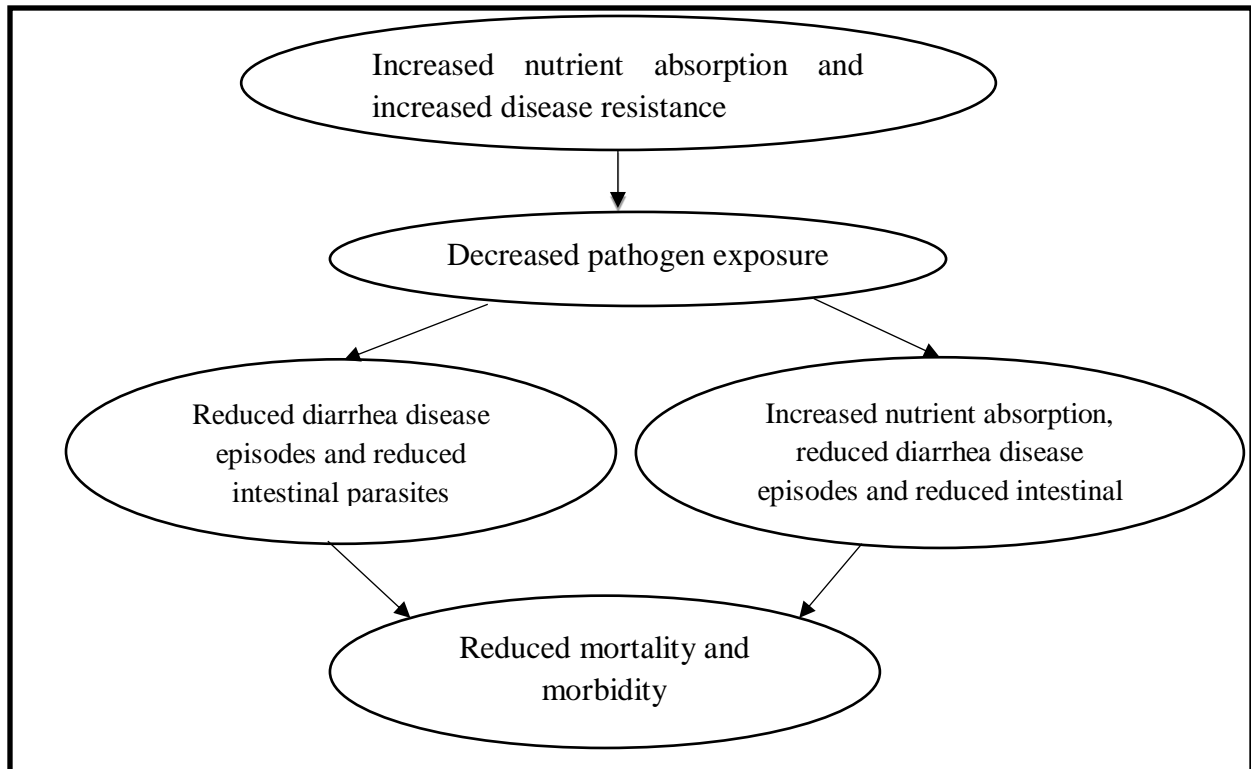 Increased nutrient absorption and
increased disease resistance
Decreased pathogen exposure
Reduced diarrhea disease
episodes and reduced
intestinal parasites
Increased nutrient absorption,
reduced diarrhea disease
episodes and reduced intestinal
Reduced mortality and
morbidity